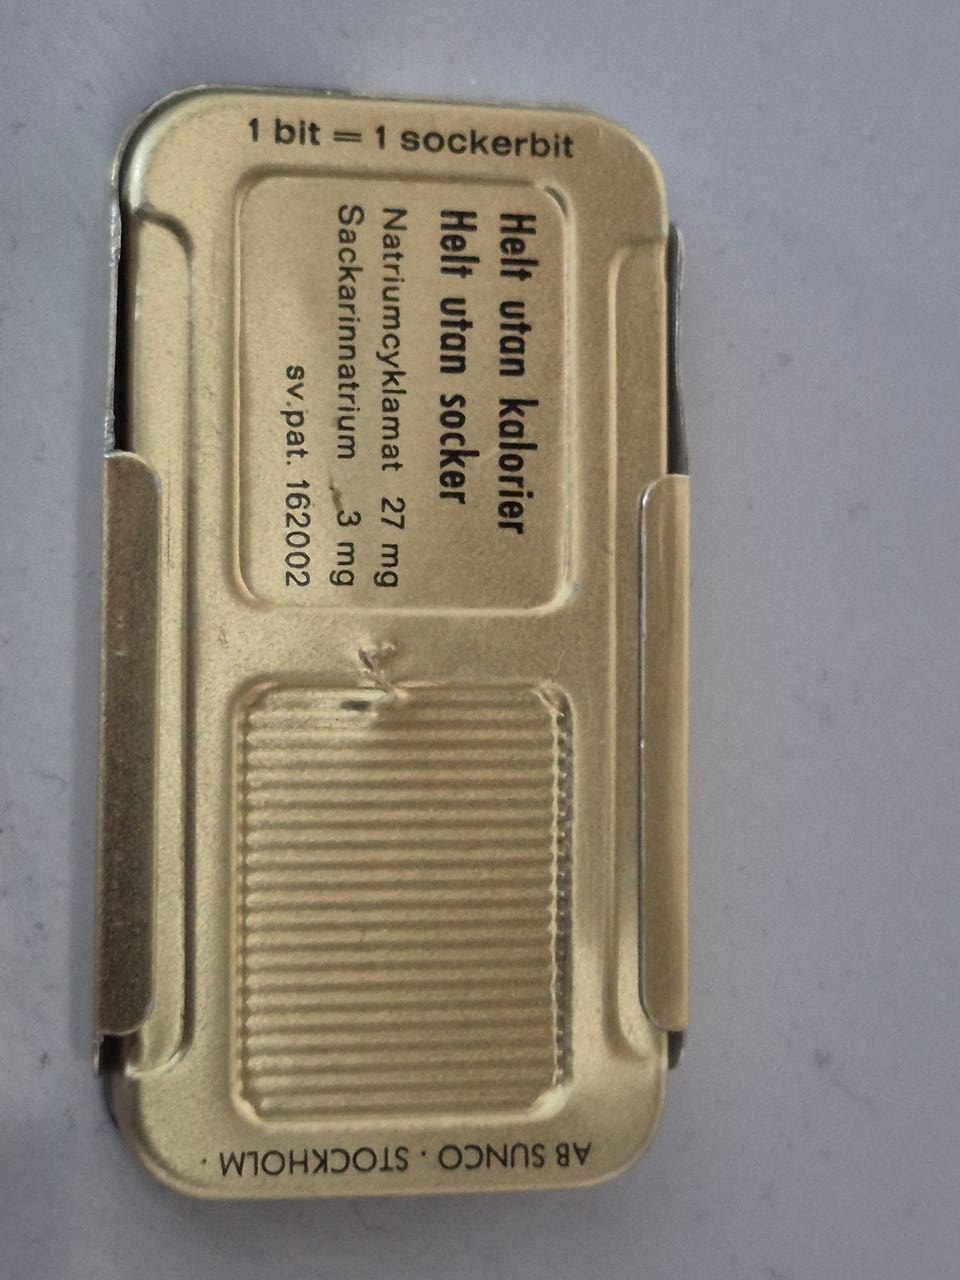 1 bit = 1 sockerbit
Helt utan kalorier
Helt utan socker
Natriumcyklamat 27 mg
Sackarinnatrium 3 mg
sv.pat. 162002
AB SUNCO · STOCKHOLM ·